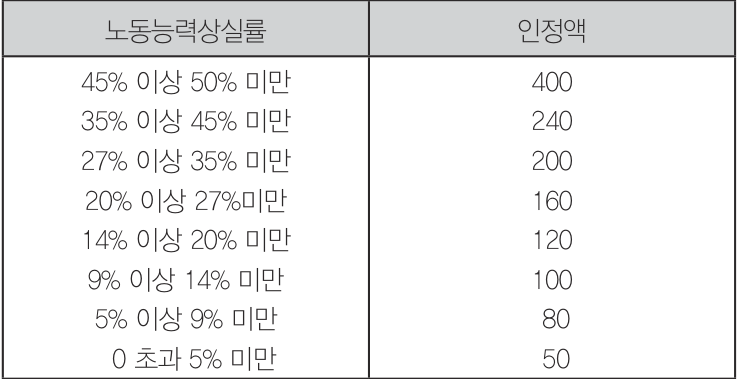 노동능력상실률 인정액
45% 이상 50% 미만 400
35% 이상 45% 미만 240
27% 이상 35% 미만 200
20% 이상 27%미만 160
14% 이상 20% 미만 120
9% 이상 14% 미만 100
5% 이상 9% 미만 80
0 초과 5% 미만 50